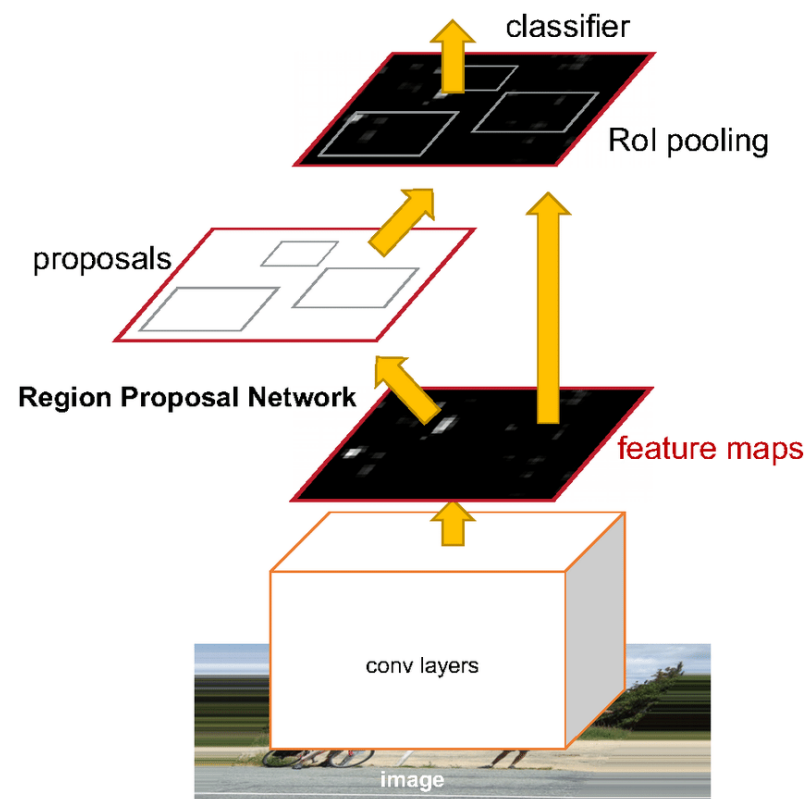 classifier
RoI pooling
proposals
Region Proposal Network
feature maps
conv layers
image